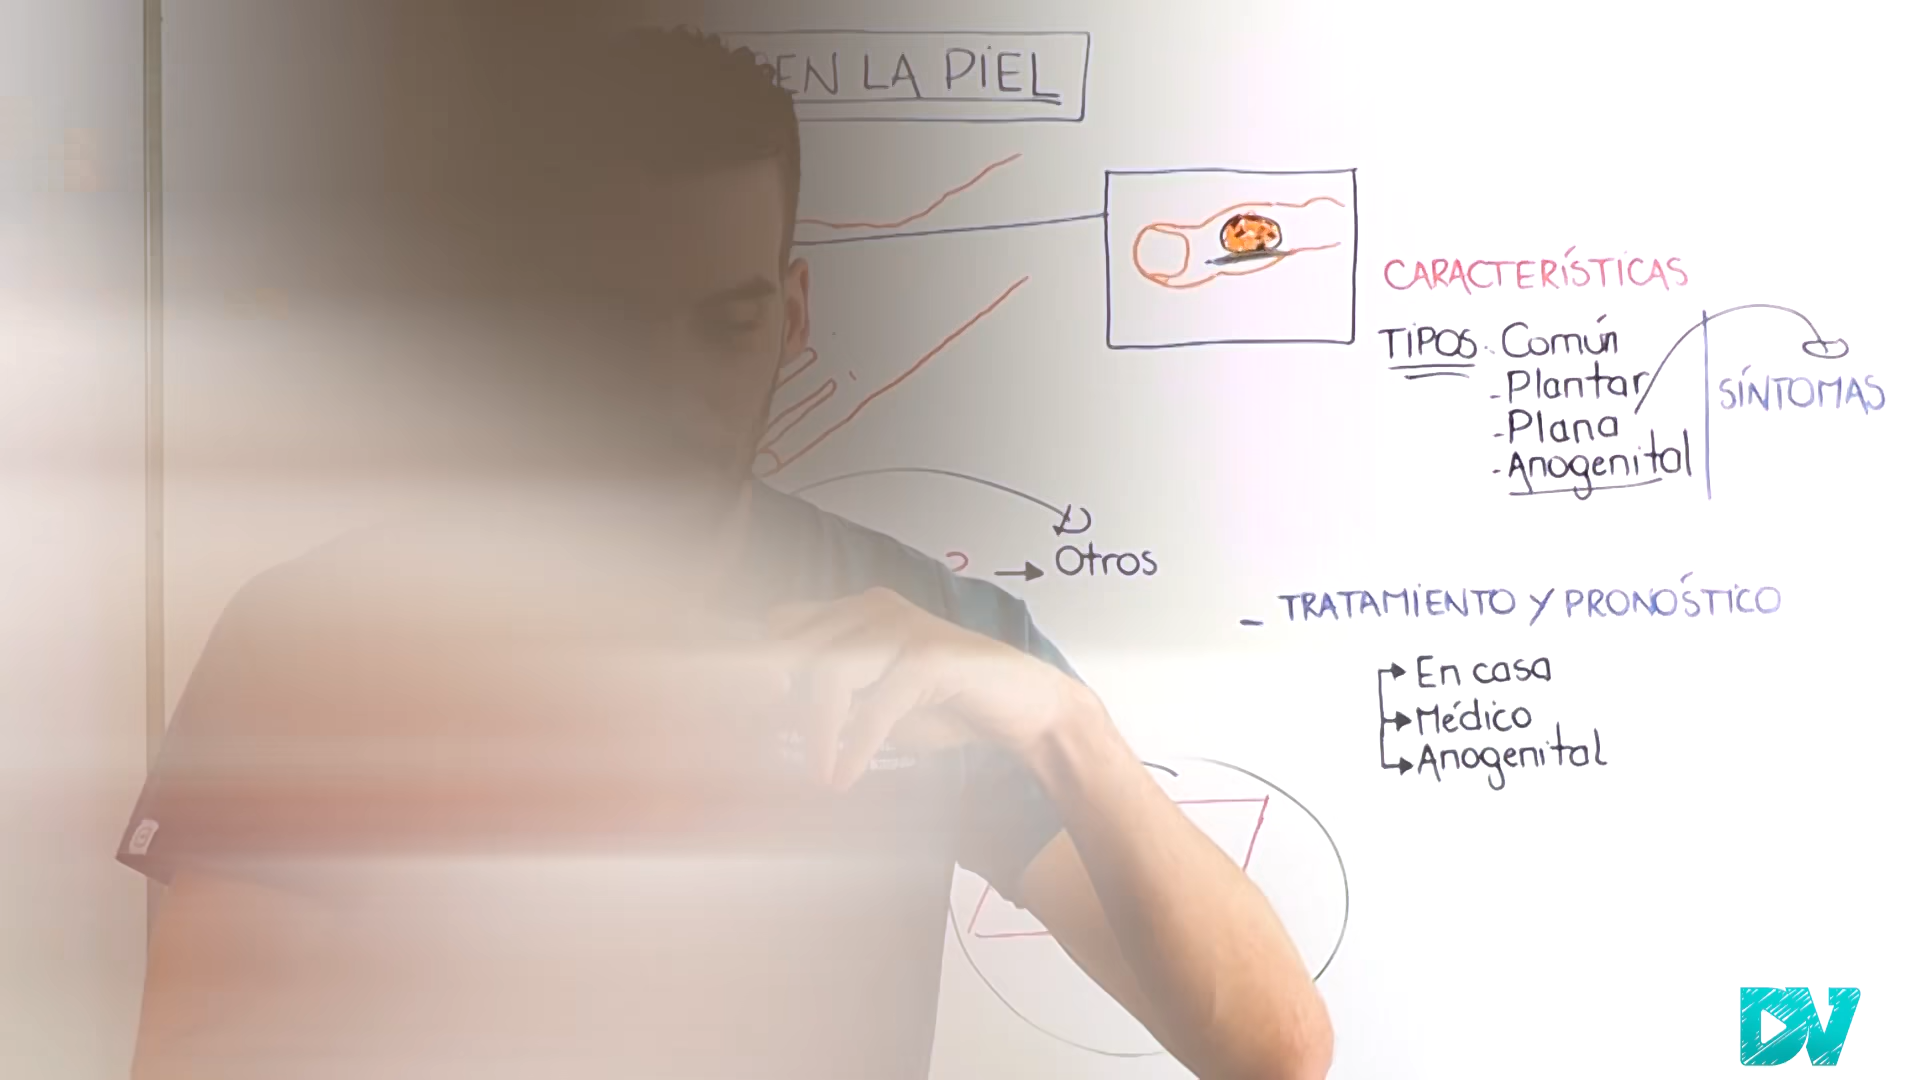 EN LA PIEL
CARACTERÍSTICAS
TIPOS. Común
- Plantar
- Plana
- Anogenital
SÍNTOMAS
→ Otros
- TRATAMIENTO Y PRONÓSTICO
En casa
Médico
Anogenital
DV